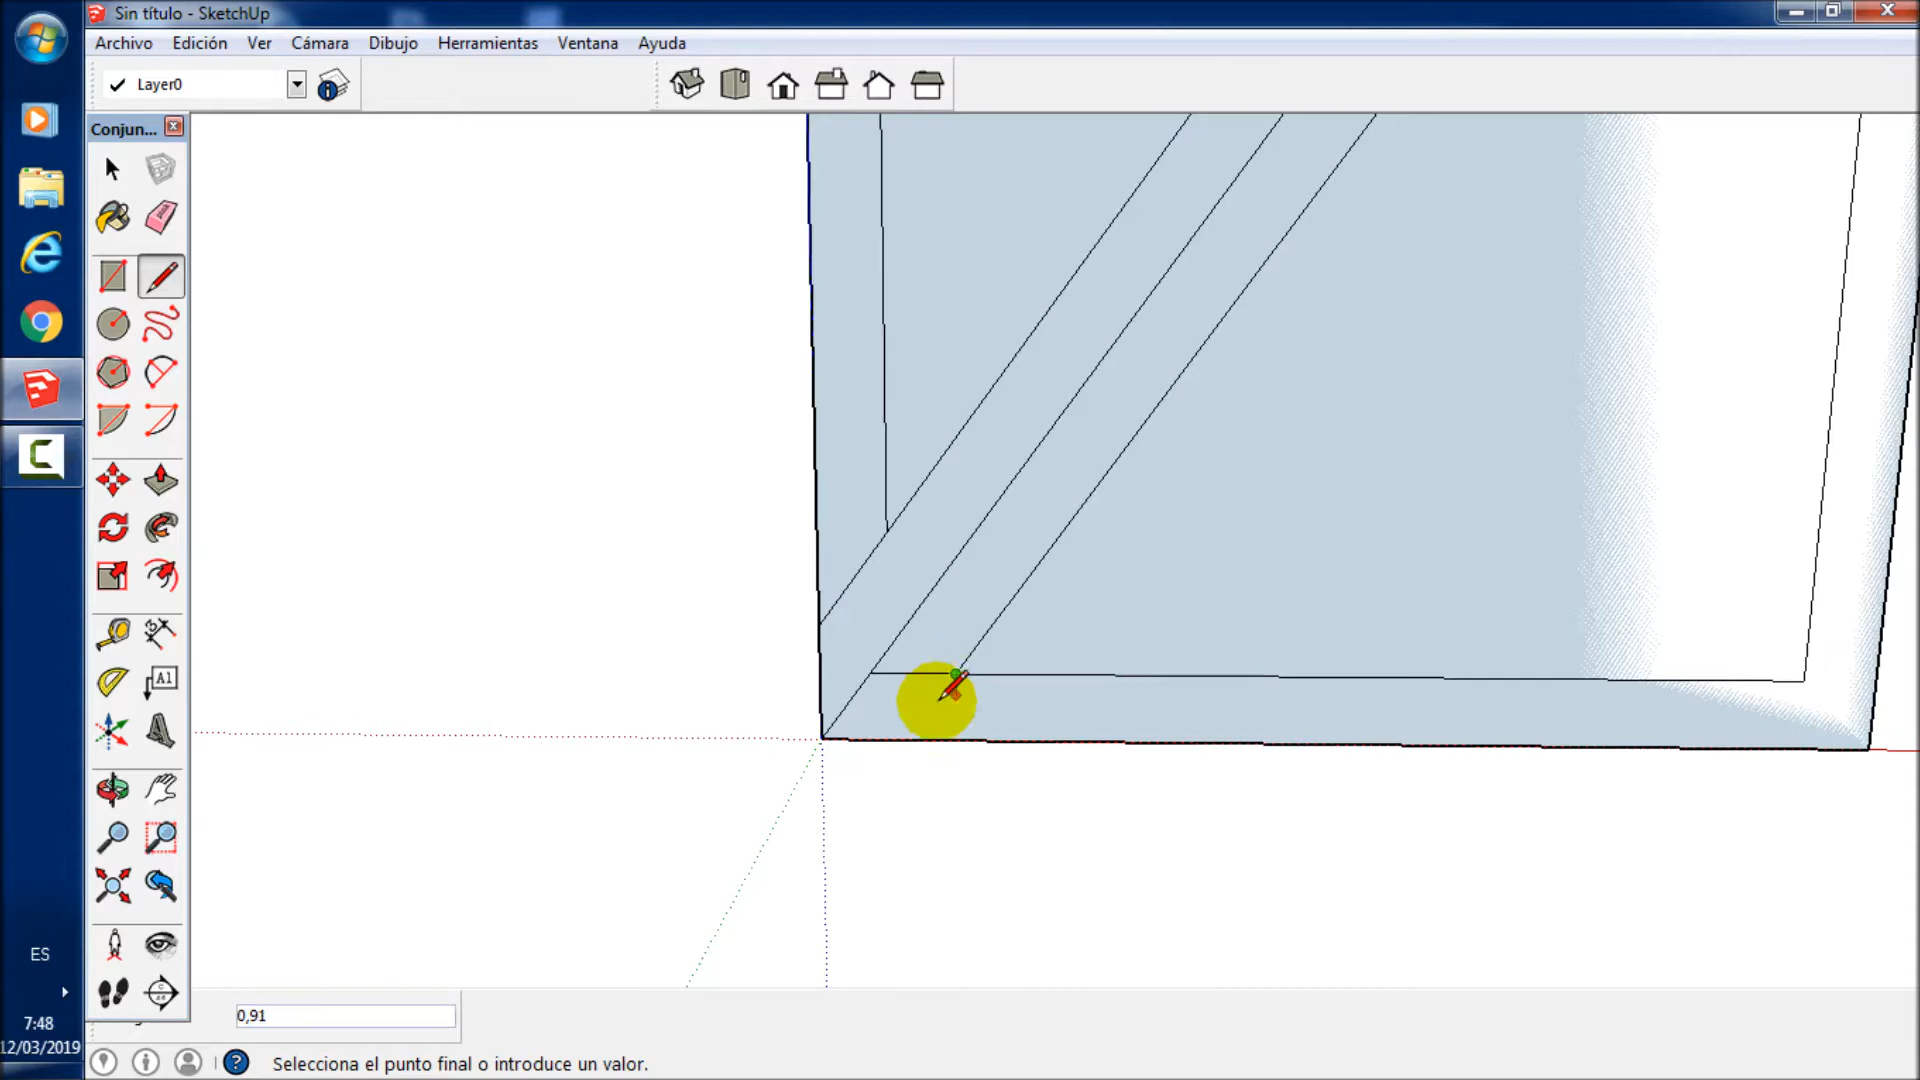 Sin título - SketchUp
Archivo Edición Ver Cámara Dibujo Herramientas Ventana Ayuda
Layer0
Conjun...
A1
ES
7:48
12/03/2019
0,91
Selecciona el punto final o introduce un valor.